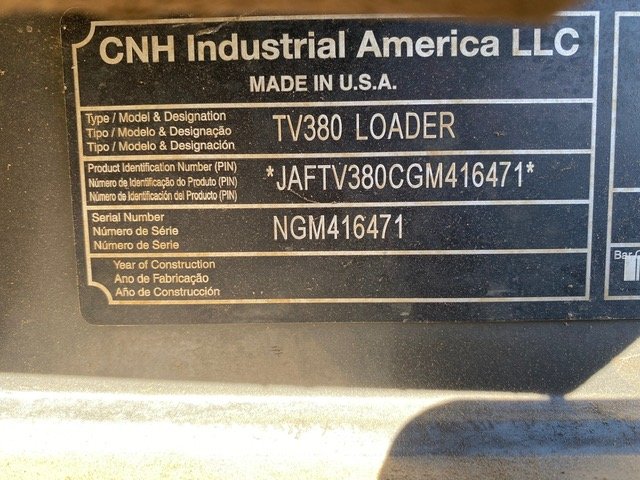 CNH Industrial America LLC
MADE IN U.S.A.
Type / Model & Designation
Tipo / Modelo & Designação
Tipo / Modelo & Designación
TV380 LOADER
Product Identification Number (PIN)
Número de Identificação do Produto (PIN)
Número de Identificación del Producto (PIN)
*JAFTV380CGM416471*
Serial Number
Número de Série
Número de Serie
NGM416471
Year of Construction
Ano de Fabricação
Año de Construcción
Bar